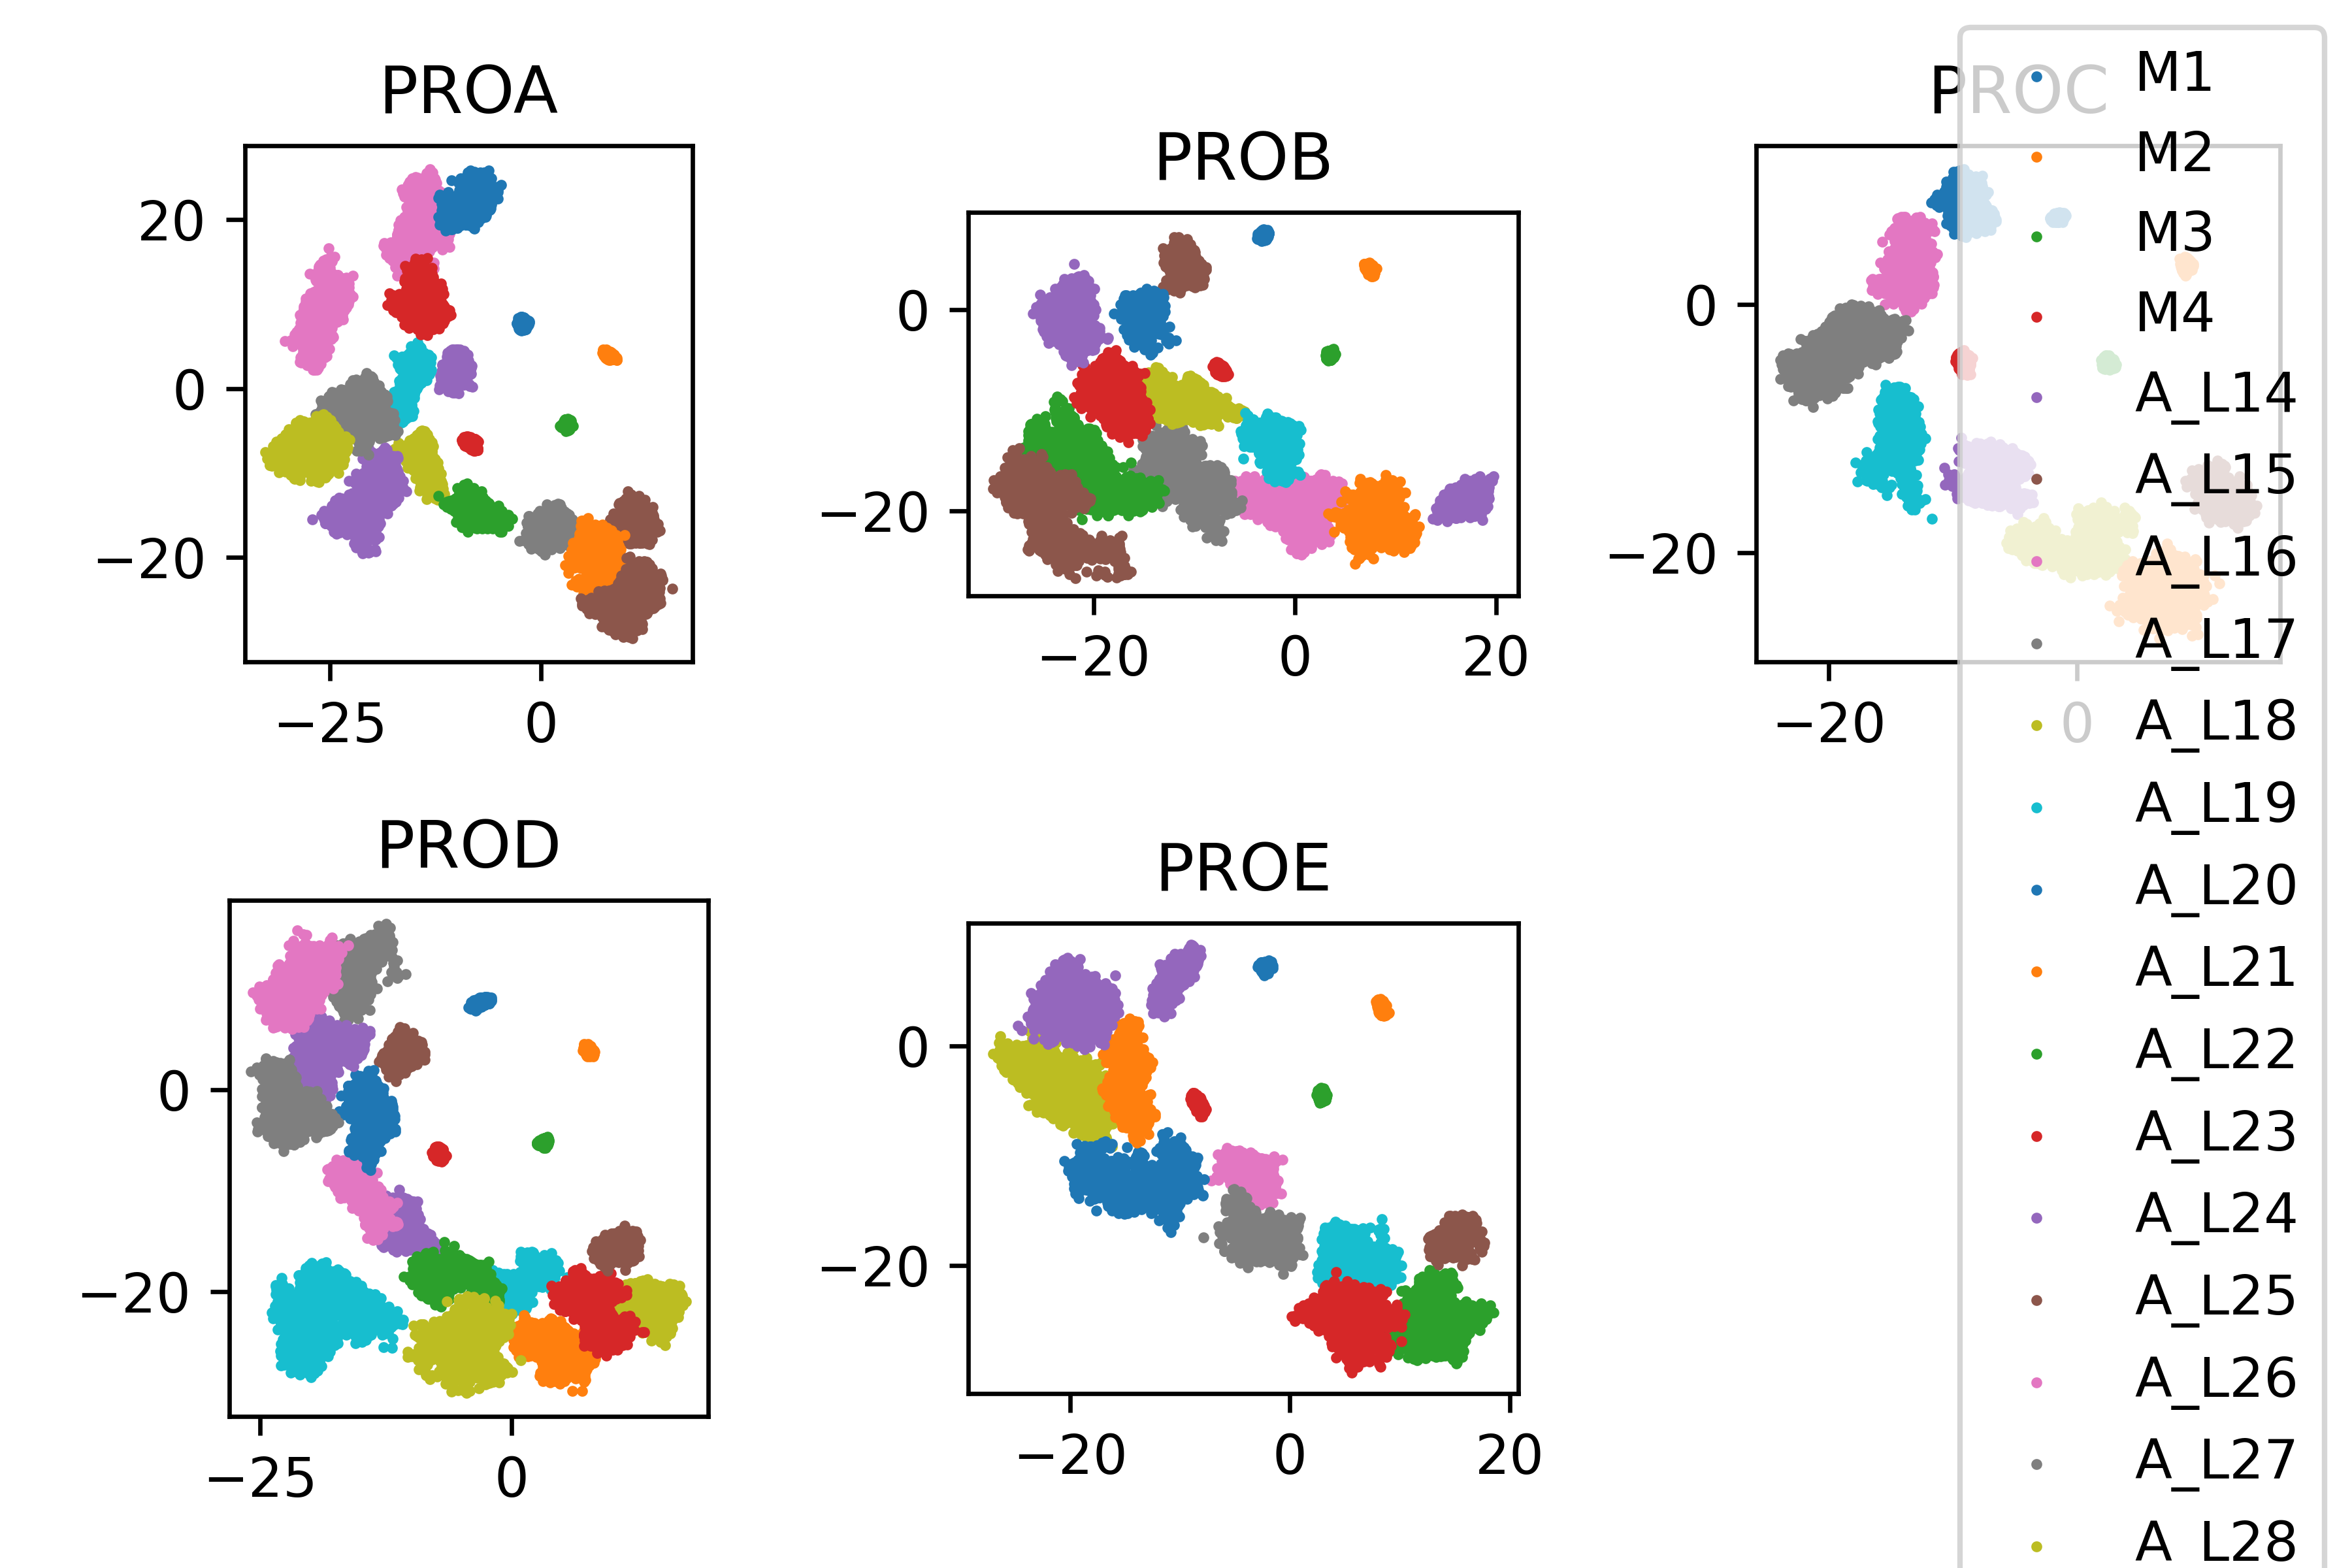 PROA
20
0
−20
−25 0
PROB
0
−20
−20 0 20
PROC
0
−20
−20 0
PROD
0
−20
−25 0
PROE
0
−20
−20 0 20
M1
M2
M3
M4
A_L14
A_L15
A_L16
A_L17
A_L18
A_L19
A_L20
A_L21
A_L22
A_L23
A_L24
A_L25
A_L26
A_L27
A_L28